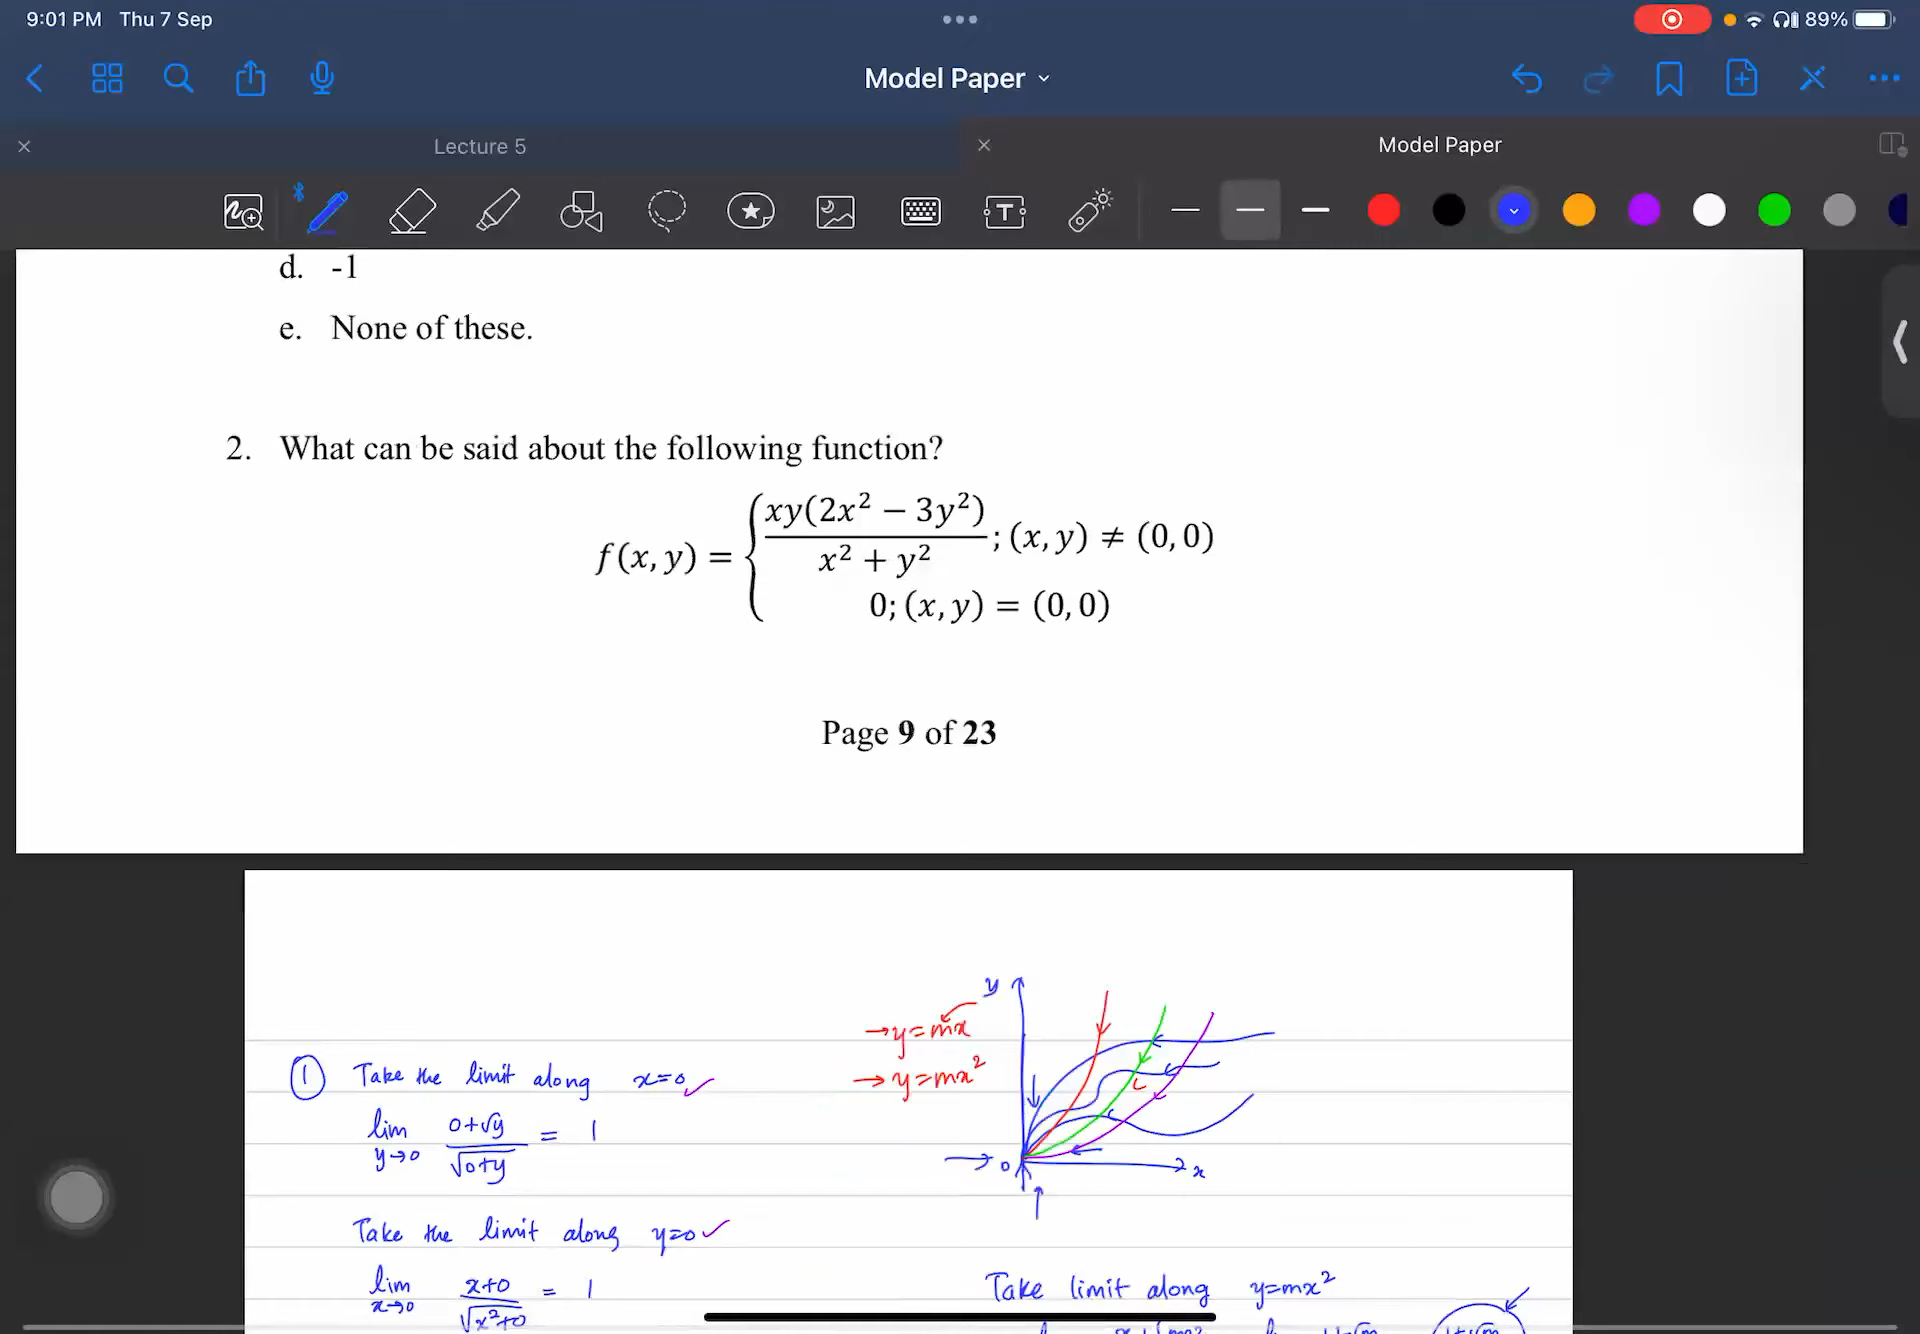 9:01 PM Thu 7 Sep
89%
Model Paper
Lecture 5
Model Paper
d. -1
e. None of these.
2. What can be said about the following function?
f(x, y) = { xy(2x² − 3y²) / x² + y² ; (x, y) ≠ (0, 0)
0; (x, y) = (0, 0)
Page 9 of 23
y
→ y=mx
→ y=mx²
0
x
① Take the limit along x=0 ✓
lim y→0 0+√y / √0+y = 1
Take the limit along y=0 ✓
lim x→0 x+0 / √x²+0 = 1
Take limit along y=mx²